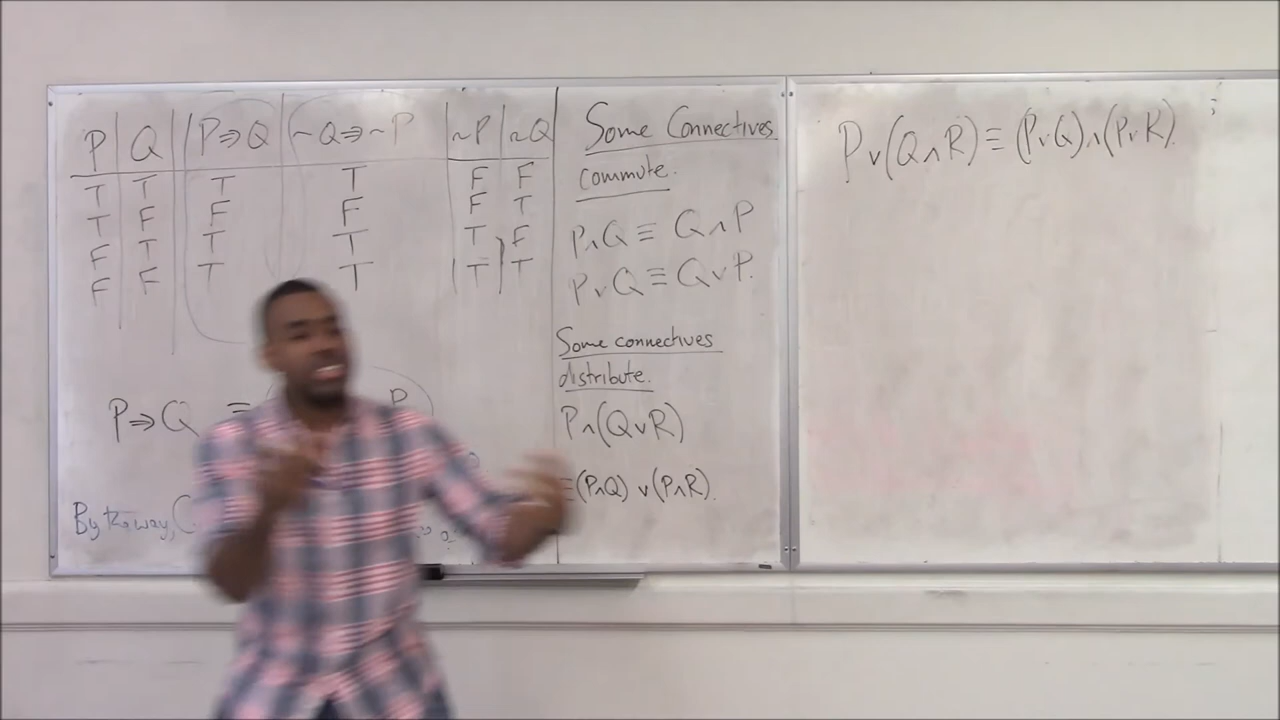 P Q P⇒Q ~Q⇒~P ~P ~Q
T T T T F F
T F F F F T
F T T T T F
F F T T T T
P⇒Q ≡ P
By the way,
Some Connectives
commute.
P∧Q ≡ Q∧P
P∨Q ≡ Q∨P.
Some connectives
distribute.
P∧(Q∨R)
≡(P∧Q) ∨(P∧R).
P∨(Q∧R) ≡ (P∨Q)∧(P∨R).